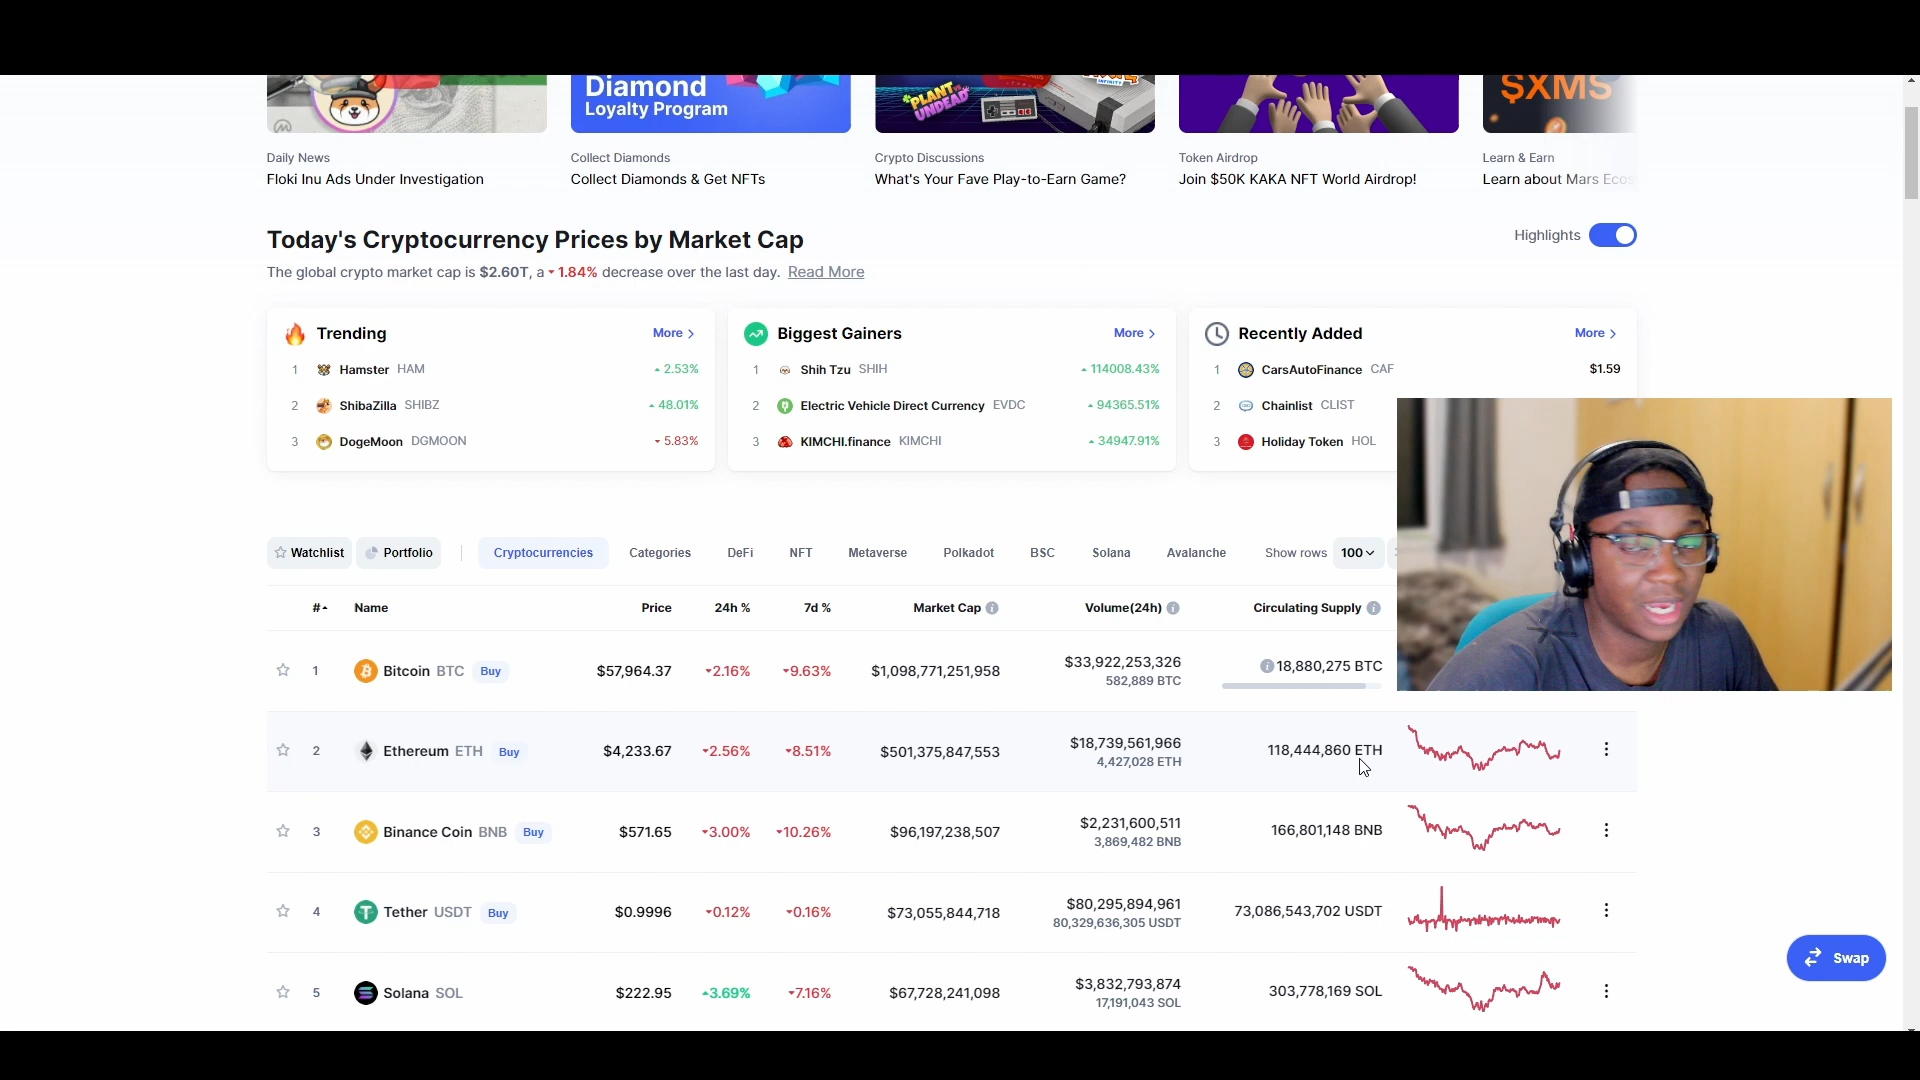 Diamond
Loyalty Program
PLANT vs UNDEAD
$XMS
Daily News
Floki Inu Ads Under Investigation
Collect Diamonds
Collect Diamonds & Get NFTs
Crypto Discussions
What's Your Fave Play-to-Earn Game?
Token Airdrop
Join $50K KAKA NFT World Airdrop!
Learn & Earn
Learn about Mars Ecos
Today's Cryptocurrency Prices by Market Cap
Highlights
The global crypto market cap is $2.60T, a 1.84% decrease over the last day. Read More
Trending More
1 Hamster HAM 2.53%
2 ShibaZilla SHIBZ 48.01%
3 DogeMoon DGMOON 5.83%
Biggest Gainers More
1 Shih Tzu SHIH 114008.43%
2 Electric Vehicle Direct Currency EVDC 94365.51%
3 KIMCHI.finance KIMCHI 34947.91%
Recently Added More
1 CarsAutoFinance CAF $1.59
2 Chainlist CLIST
3 Holiday Token HOL
Watchlist Portfolio Cryptocurrencies Categories DeFi NFT Metaverse Polkadot BSC Solana Avalanche Show rows 100
# Name Price 24h % 7d % Market Cap Volume(24h) Circulating Supply
1 Bitcoin BTC Buy $57,964.37 2.16% 9.63% $1,098,771,251,958 $33,922,253,326 18,880,275 BTC
582,889 BTC
2 Ethereum ETH Buy $4,233.67 2.56% 8.51% $501,375,847,553 $18,739,561,966 118,444,860 ETH
4,427,028 ETH
3 Binance Coin BNB Buy $571.65 3.00% 10.26% $96,197,238,507 $2,231,600,511 166,801,148 BNB
3,869,482 BNB
4 Tether USDT Buy $0.9996 0.12% 0.16% $73,055,844,718 $80,295,894,961 73,086,543,702 USDT
80,329,636,305 USDT
5 Solana SOL $222.95 3.69% 7.16% $67,728,241,098 $3,832,793,874 303,778,169 SOL
17,191,043 SOL
Swap